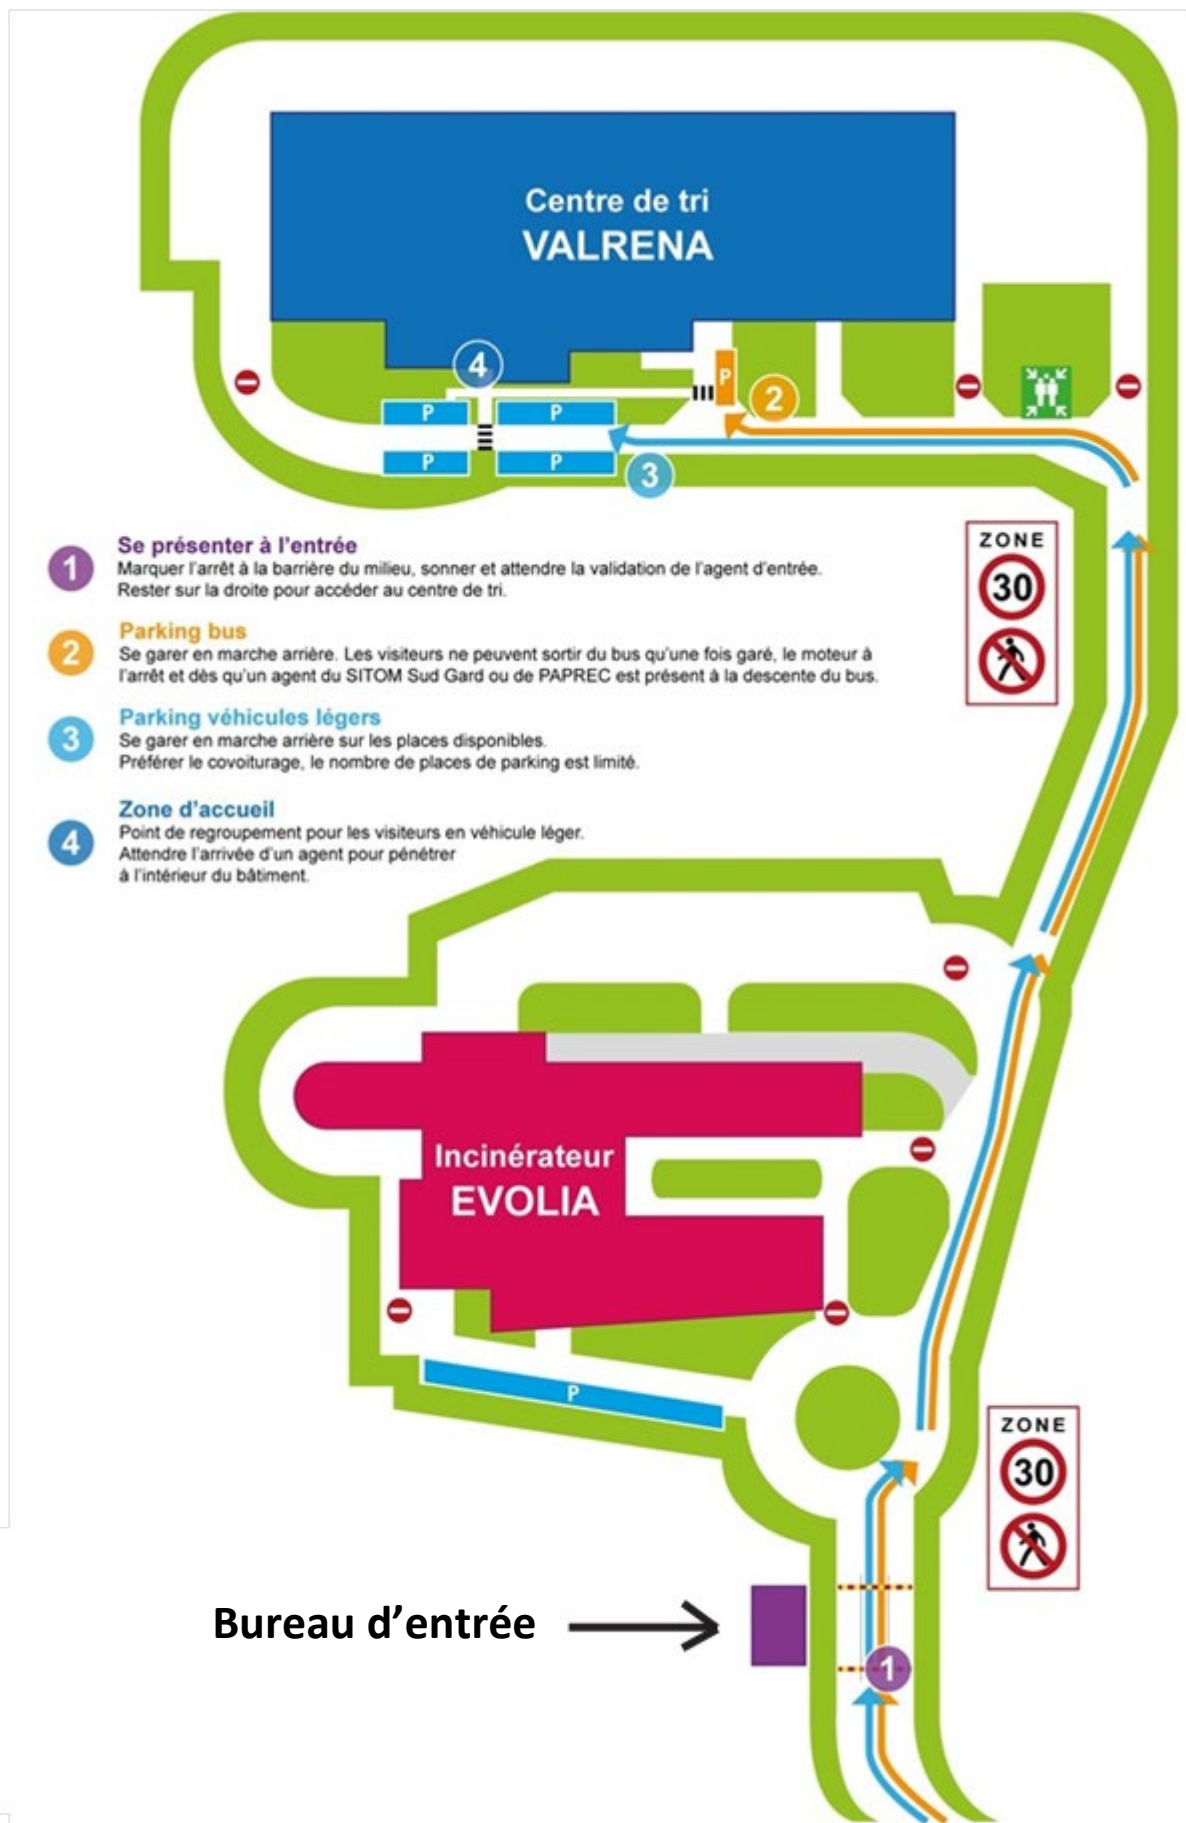 Centre de tri
VALRENA
4
P
2
P
P
P
P
3
ZONE
30
1
Se présenter à l'entrée
Marquer l'arrêt à la barrière du milieu, sonner et attendre la validation de l'agent d'entrée.
Rester sur la droite pour accéder au centre de tri.
2
Parking bus
Se garer en marche arrière. Les visiteurs ne peuvent sortir du bus qu'une fois garé, le moteur à
l'arrêt et dès qu'un agent du SITOM Sud Gard ou de PAPREC est présent à la descente du bus.
3
Parking véhicules légers
Se garer en marche arrière sur les places disponibles.
Préférer le covoiturage, le nombre de places de parking est limité.
4
Zone d'accueil
Point de regroupement pour les visiteurs en véhicule léger.
Attendre l'arrivée d'un agent pour pénétrer
à l'intérieur du bâtiment.
Incinérateur
EVOLIA
P
ZONE
30
Bureau d'entrée
1